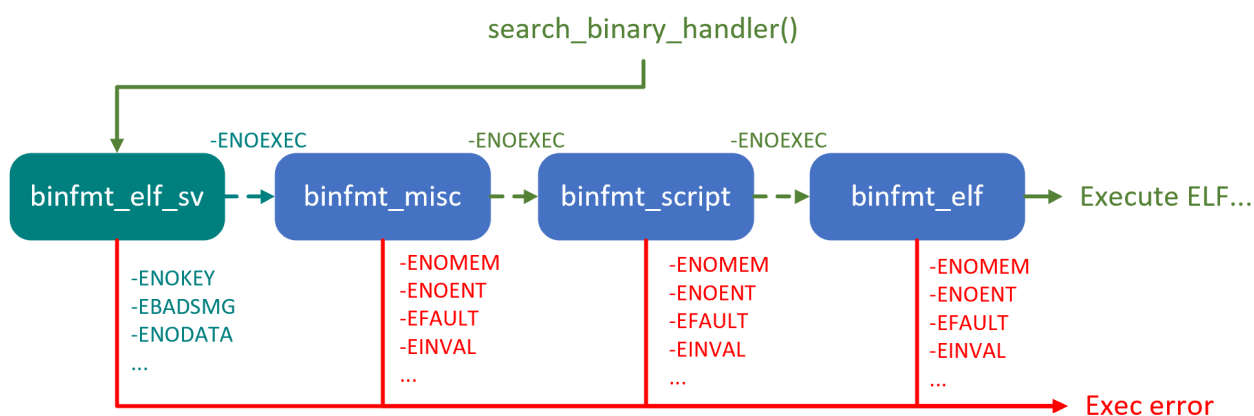 search_binary_handler()
-ENOEXEC
-ENOEXEC
-ENOEXEC
binfmt_elf_sv
binfmt_misc
binfmt_script
binfmt_elf
Execute ELF...
-ENOKEY
-EBADSMG
-ENODATA
...
-ENOMEM
-ENOENT
-EFAULT
-EINVAL
...
-ENOMEM
-ENOENT
-EFAULT
-EINVAL
...
-ENOMEM
-ENOENT
-EFAULT
-EINVAL
...
Exec error